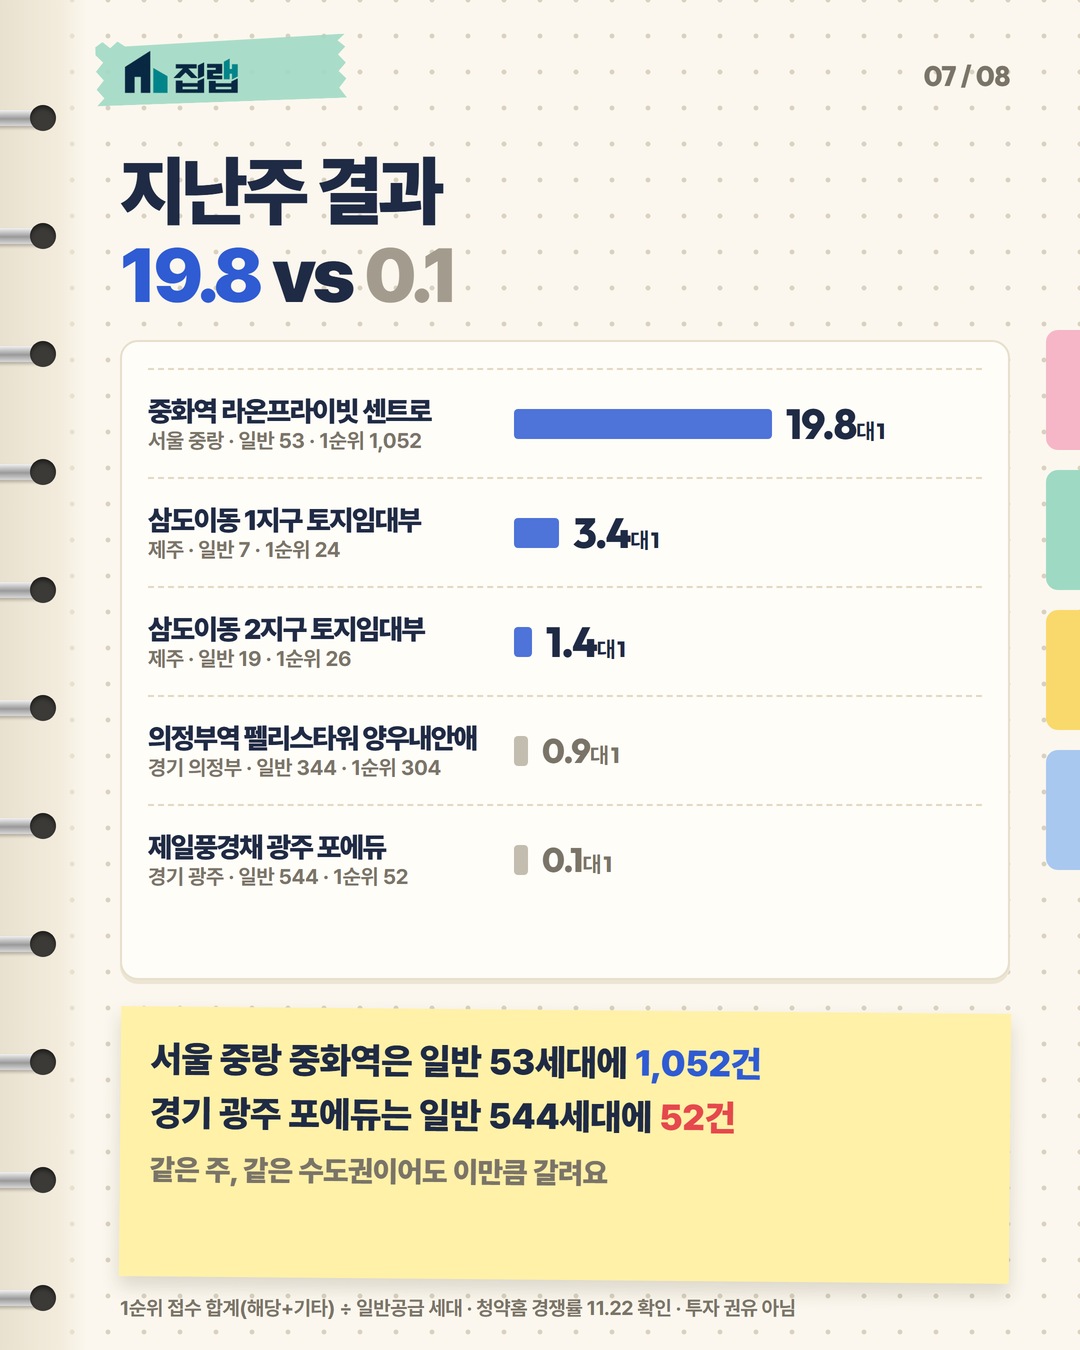 집랩
07 / 08
지난주 결과
19.8 vs 0.1
중화역 라온프라이빗 센트로
서울 중랑 · 일반 53 · 1순위 1,052
19.8대1
삼도이동 1지구 토지임대부
제주 · 일반 7 · 1순위 24
3.4대1
삼도이동 2지구 토지임대부
제주 · 일반 19 · 1순위 26
1.4대1
의정부역 펠리스타워 양우내안애
경기 의정부 · 일반 344 · 1순위 304
0.9대1
제일풍경채 광주 포에듀
경기 광주 · 일반 544 · 1순위 52
0.1대1
서울 중랑 중화역은 일반 53세대에 1,052건
경기 광주 포에듀는 일반 544세대에 52건
같은 주, 같은 수도권이어도 이만큼 갈려요
1순위 접수 합계(해당+기타) ÷ 일반공급 세대 · 청약홈 경쟁률 11.22 확인 · 투자 권유 아님